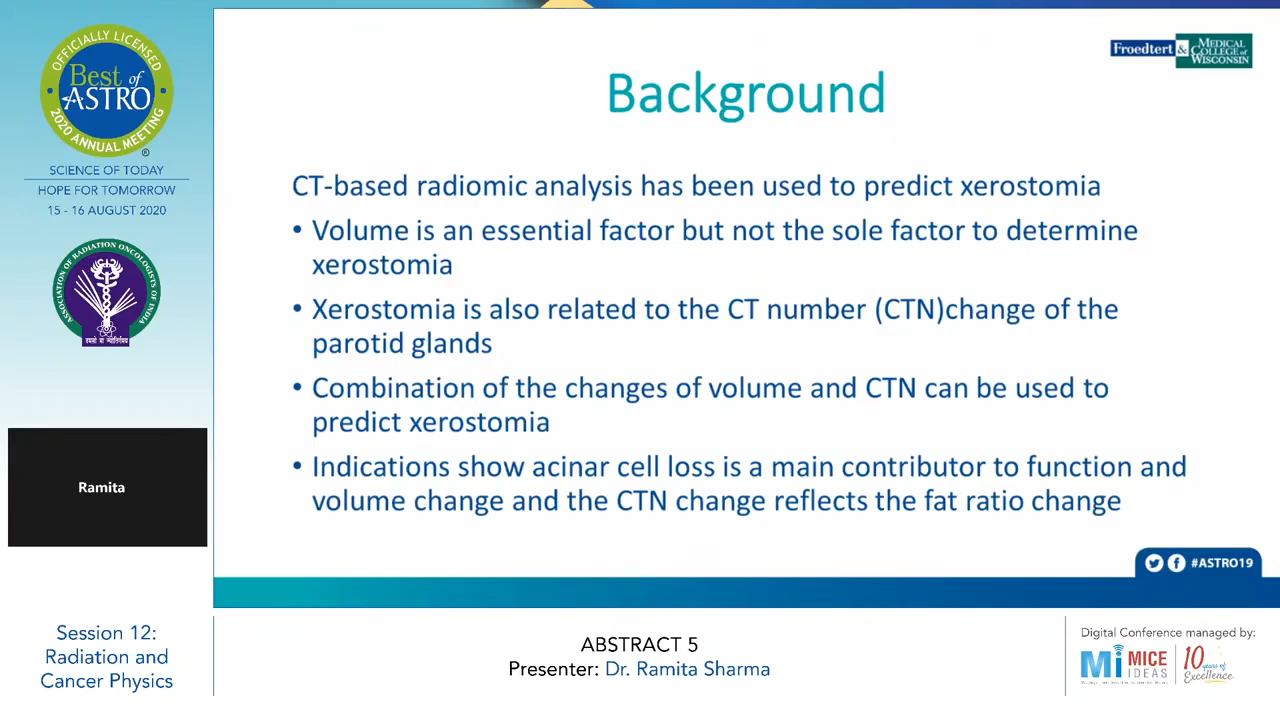 OFFICIALLY LICENSED
Best of
ASTRO
2020 ANNUAL MEETING
®
SCIENCE OF TODAY
HOPE FOR TOMORROW
15 - 16 AUGUST 2020
ASSOCIATION OF RADIATION ONCOLOGISTS OF INDIA
Ramita
Session 12:
Radiation and
Cancer Physics
Froedtert & MEDICAL
COLLEGE of
WISCONSIN
Background
CT-based radiomic analysis has been used to predict xerostomia
• Volume is an essential factor but not the sole factor to determine
xerostomia
• Xerostomia is also related to the CT number (CTN)change of the
parotid glands
• Combination of the changes of volume and CTN can be used to
predict xerostomia
• Indications show acinar cell loss is a main contributor to function and
volume change and the CTN change reflects the fat ratio change
#ASTRO19
ABSTRACT 5
Presenter: Dr. Ramita Sharma
Digital Conference managed by:
Mi MICE
IDEAS
10 years of
Excellence